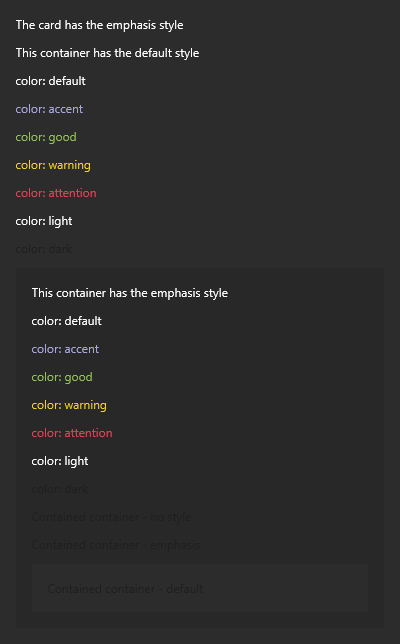 The card has the emphasis style
This container has the default style
color: default
color: accent
color: good
color: warning
color: attention
color: light
color: dark
This container has the emphasis style
color: default
color: accent
color: good
color: warning
color: attention
color: light
color: dark
Contained container - no style
Contained container - emphasis
Contained container - default